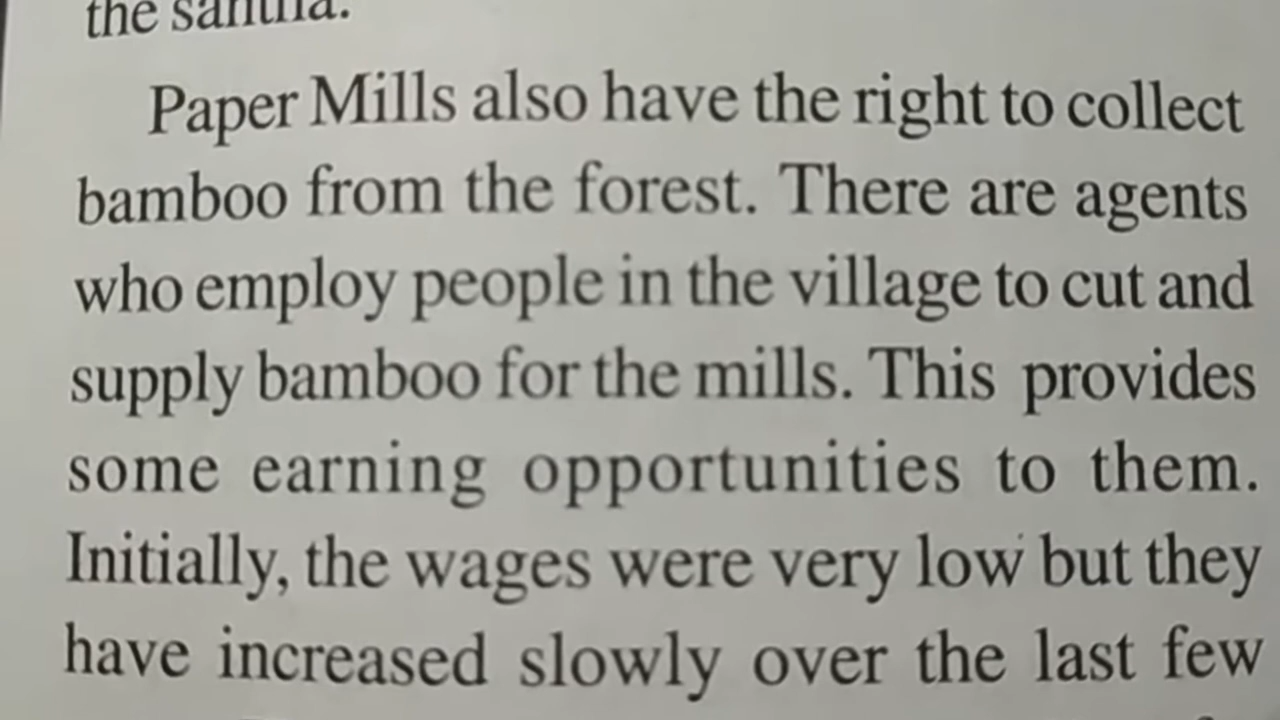 the santha.
Paper Mills also have the right to collect
bamboo from the forest. There are agents
who employ people in the village to cut and
supply bamboo for the mills. This provides
some earning opportunities to them.
Initially, the wages were very low but they
have increased slowly over the last few